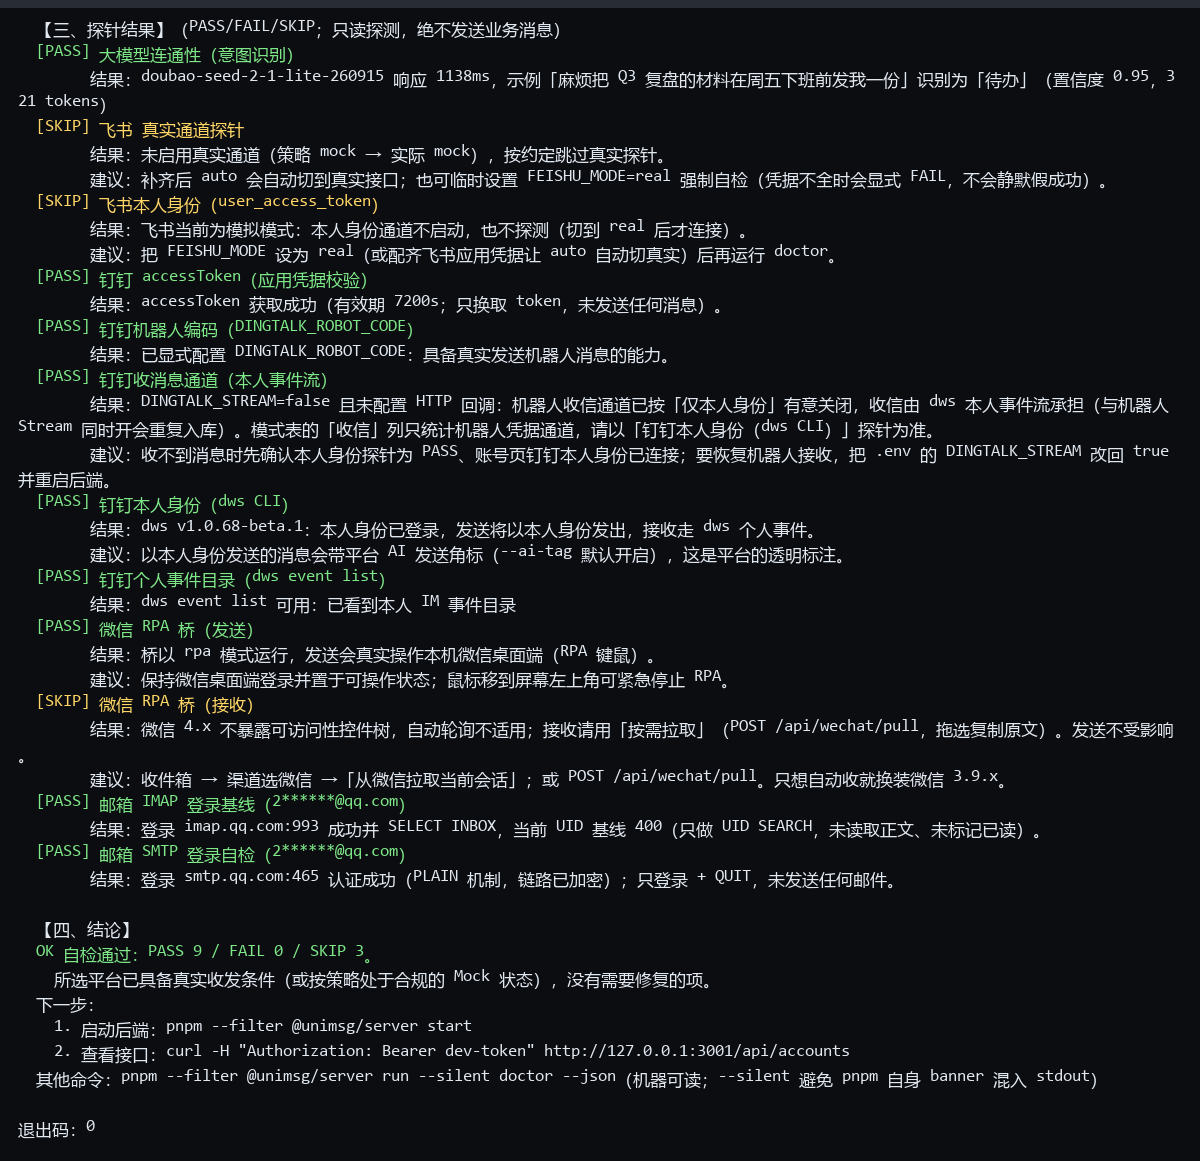 【三、探针结果】（PASS/FAIL/SKIP；只读探测，绝不发送业务消息）
[PASS] 大模型连通性（意图识别）
结果：doubao-seed-2-1-lite-260915 响应 1138ms，示例「麻烦把 Q3 复盘的材料在周五下班前发我一份」识别为「待办」（置信度 0.95，3
21 tokens）
[SKIP] 飞书 真实通道探针
结果：未启用真实通道（策略 mock → 实际 mock），按约定跳过真实探针。
建议：补齐后 auto 会自动切到真实接口；也可临时设置 FEISHU_MODE=real 强制自检（凭据不全时会显式 FAIL，不会静默假成功）。
[SKIP] 飞书本人身份（user_access_token）
结果：飞书当前为模拟模式：本人身份通道不启动，也不探测（切到 real 后才连接）。
建议：把 FEISHU_MODE 设为 real（或配齐飞书应用凭据让 auto 自动切真实）后再运行 doctor。
[PASS] 钉钉 accessToken（应用凭据校验）
结果：accessToken 获取成功（有效期 7200s；只换取 token，未发送任何消息）。
[PASS] 钉钉机器人编码（DINGTALK_ROBOT_CODE）
结果：已显式配置 DINGTALK_ROBOT_CODE：具备真实发送机器人消息的能力。
[PASS] 钉钉收消息通道（本人事件流）
结果：DINGTALK_STREAM=false 且未配置 HTTP 回调：机器人收信通道已按「仅本人身份」有意关闭，收信由 dws 本人事件流承担（与机器人
Stream 同时开会重复入库）。模式表的「收信」列只统计机器人凭据通道，请以「钉钉本人身份（dws CLI）」探针为准。
建议：收不到消息时先确认本人身份探针为 PASS、账号页钉钉本人身份已连接；要恢复机器人接收，把 .env 的 DINGTALK_STREAM 改回 true
并重启后端。
[PASS] 钉钉本人身份（dws CLI）
结果：dws v1.0.68-beta.1：本人身份已登录，发送将以本人身份发出，接收走 dws 个人事件。
建议：以本人身份发送的消息会带平台 AI 发送角标（--ai-tag 默认开启），这是平台的透明标注。
[PASS] 钉钉个人事件目录（dws event list）
结果：dws event list 可用：已看到本人 IM 事件目录
[PASS] 微信 RPA 桥（发送）
结果：桥以 rpa 模式运行，发送会真实操作本机微信桌面端（RPA 键鼠）。
建议：保持微信桌面端登录并置于可操作状态；鼠标移到屏幕左上角可紧急停止 RPA。
[SKIP] 微信 RPA 桥（接收）
结果：微信 4.x 不暴露可访问性控件树，自动轮询不适用；接收请用「按需拉取」（POST /api/wechat/pull，拖选复制原文）。发送不受影响
。
建议：收件箱 → 渠道选微信 →「从微信拉取当前会话」；或 POST /api/wechat/pull。只想自动收就换装微信 3.9.x。
[PASS] 邮箱 IMAP 登录基线（2******@qq.com）
结果：登录 imap.qq.com:993 成功并 SELECT INBOX，当前 UID 基线 400（只做 UID SEARCH，未读取正文、未标记已读）。
[PASS] 邮箱 SMTP 登录自检（2******@qq.com）
结果：登录 smtp.qq.com:465 认证成功（PLAIN 机制，链路已加密）；只登录 + QUIT，未发送任何邮件。
【四、结论】
OK 自检通过：PASS 9 / FAIL 0 / SKIP 3。
所选平台已具备真实收发条件（或按策略处于合规的 Mock 状态），没有需要修复的项。
下一步：
1. 启动后端：pnpm --filter @unimsg/server start
2. 查看接口：curl -H "Authorization: Bearer dev-token" http://127.0.0.1:3001/api/accounts
其他命令：pnpm --filter @unimsg/server run --silent doctor --json（机器可读；--silent 避免 pnpm 自身 banner 混入 stdout）
退出码：0